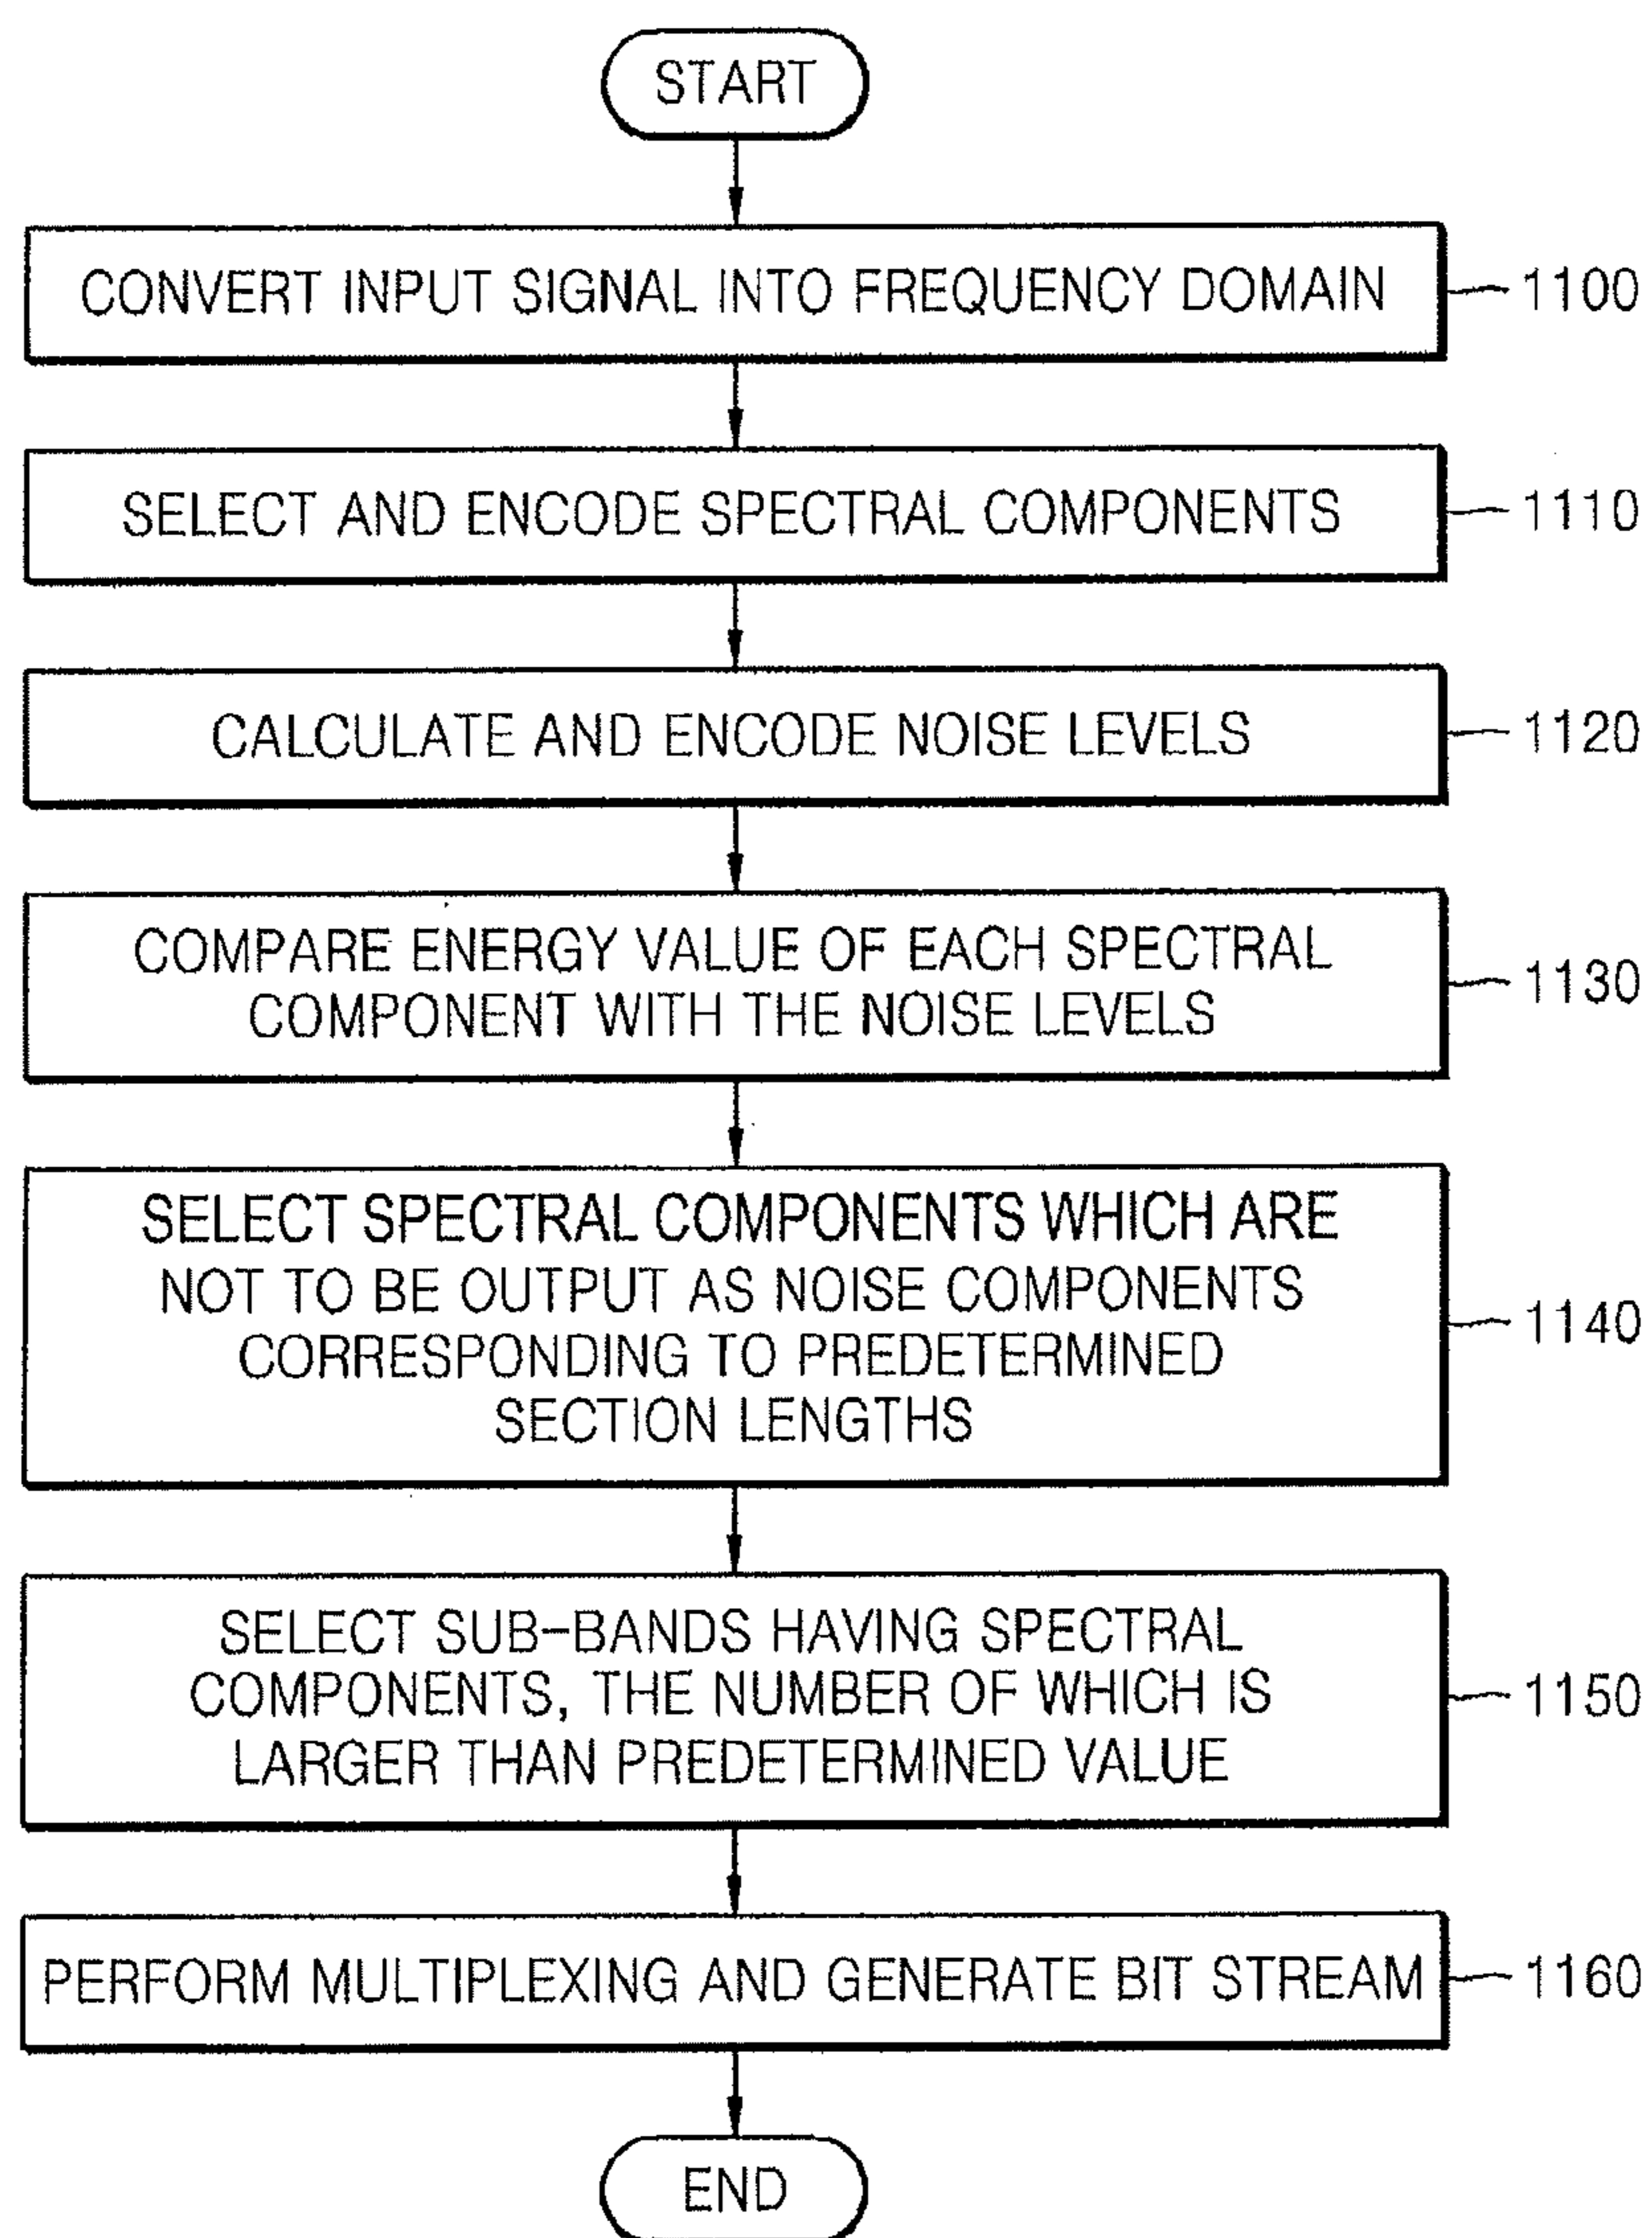 START
CONVERT INPUT SIGNAL INTO FREQUENCY DOMAIN
1100
SELECT AND ENCODE SPECTRAL COMPONENTS
1110
CALCULATE AND ENCODE NOISE LEVELS
1120
COMPARE ENERGY VALUE OF EACH SPECTRAL
COMPONENT WITH THE NOISE LEVELS
1130
SELECT SPECTRAL COMPONENTS WHICH ARE
NOT TO BE OUTPUT AS NOISE COMPONENTS
CORRESPONDING TO PREDETERMINED
SECTION LENGTHS
1140
SELECT SUB-BANDS HAVING SPECTRAL
COMPONENTS, THE NUMBER OF WHICH IS
LARGER THAN PREDETERMINED VALUE
1150
PERFORM MULTIPLEXING AND GENERATE BIT STREAM
1160
END